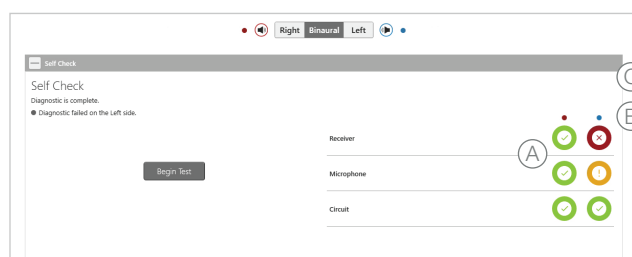 Right Binaural Left
Self Check
Self Check
Diagnostic is complete.
Diagnostic failed on the Left side.
Receiver
A
Begin Test
Microphone
Circuit